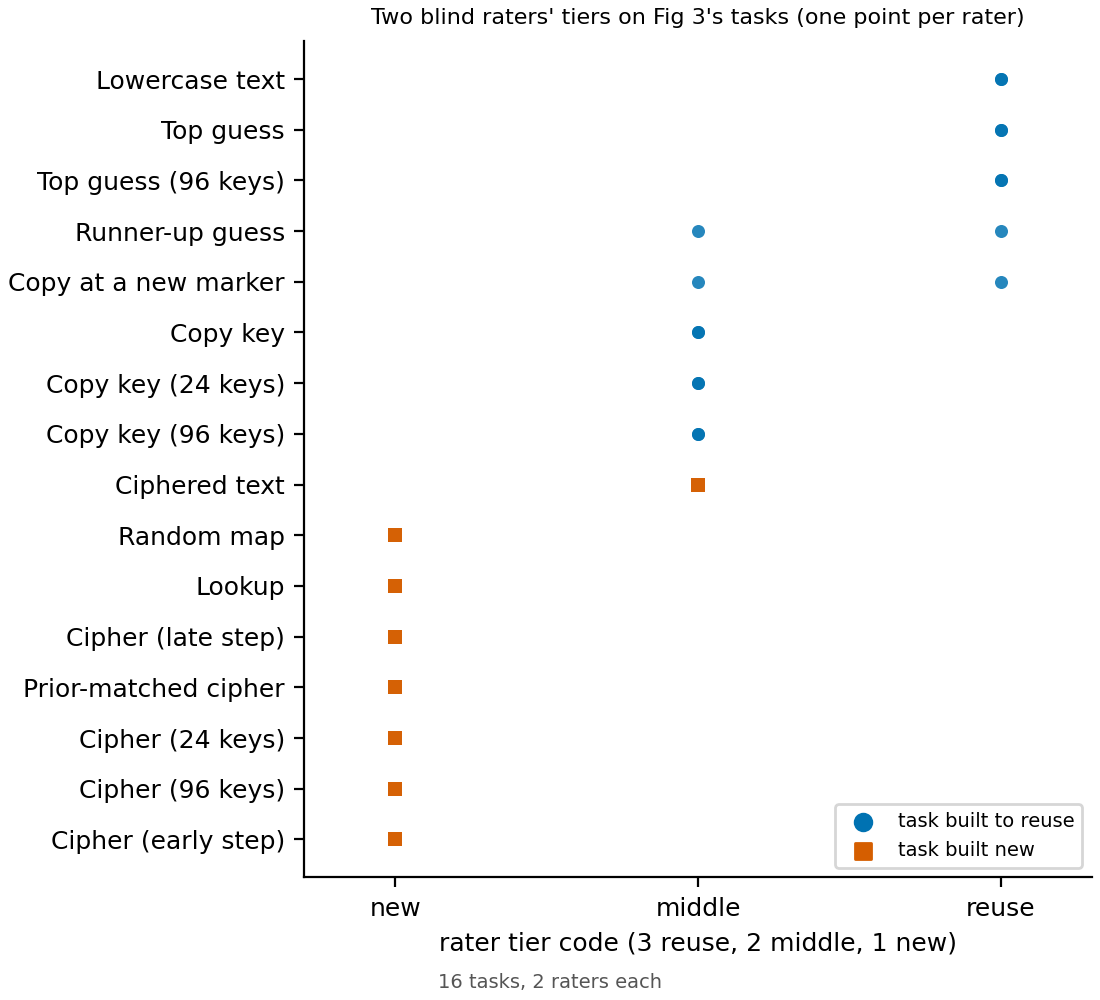 Two blind raters' tiers on Fig 3's tasks (one point per rater)
Lowercase text
Top guess
Top guess (96 keys)
Runner-up guess
Copy at a new marker
Copy key
Copy key (24 keys)
Copy key (96 keys)
Ciphered text
Random map
Lookup
Cipher (late step)
Prior-matched cipher
Cipher (24 keys)
Cipher (96 keys)
Cipher (early step)
task built to reuse
task built new
new middle reuse
rater tier code (3 reuse, 2 middle, 1 new)
16 tasks, 2 raters each